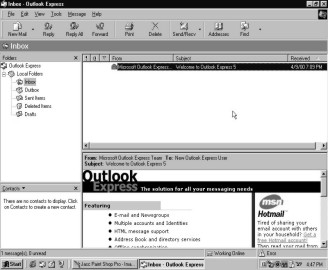 Inbox - Outlook Express
File Edit View Tools Message Help
New Mail Reply Reply All Forward Print Delete Send/Recv Addresses Find
Inbox
Folders
From Subject Received
Outlook Express
Local Folders
Inbox
Outbox
Sent Items
Deleted Items
Drafts
Microsoft Outlook Express... Welcome to Outlook Express 5
From: Microsoft Outlook Express Team To: New Outlook Express User
Subject: Welcome to Outlook Express 5
Outlook
Express The solution for all your messaging needs
Contacts
There are no contacts to display. Click
on Contacts to create a new contact.
Featuring
• E-mail and Newsgroups
• Multiple accounts and Identities
• HTML message support
• Address Book and directory services
msn
Hotmail
Tired of sharing your
email account with others
in your household? Get a
free Hotmail account!
Then read your mail from
1 message(s), 0 unread Working Online Error
Start Jasc Paint Shop Pro - Ima... Inbox - Outlook Express 4:47 PM